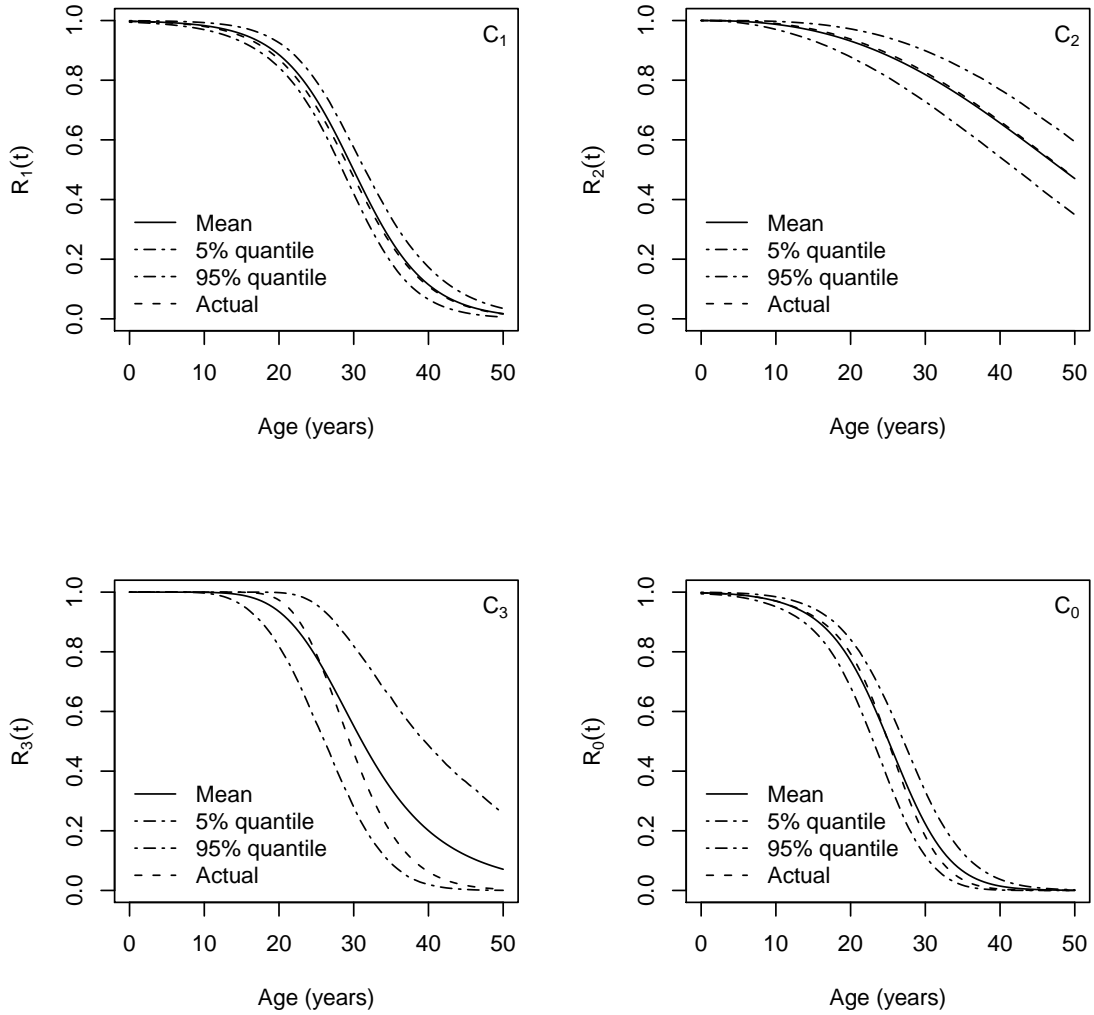 C1
R1(t)
1.0
0.8
0.6
0.4
0.2
0.0
Mean
5% quantile
95% quantile
Actual
0 10 20 30 40 50
Age (years)
C2
R2(t)
1.0
0.8
0.6
0.4
0.2
0.0
Mean
5% quantile
95% quantile
Actual
0 10 20 30 40 50
Age (years)
C3
R3(t)
1.0
0.8
0.6
0.4
0.2
0.0
Mean
5% quantile
95% quantile
Actual
0 10 20 30 40 50
Age (years)
C0
R0(t)
1.0
0.8
0.6
0.4
0.2
0.0
Mean
5% quantile
95% quantile
Actual
0 10 20 30 40 50
Age (years)